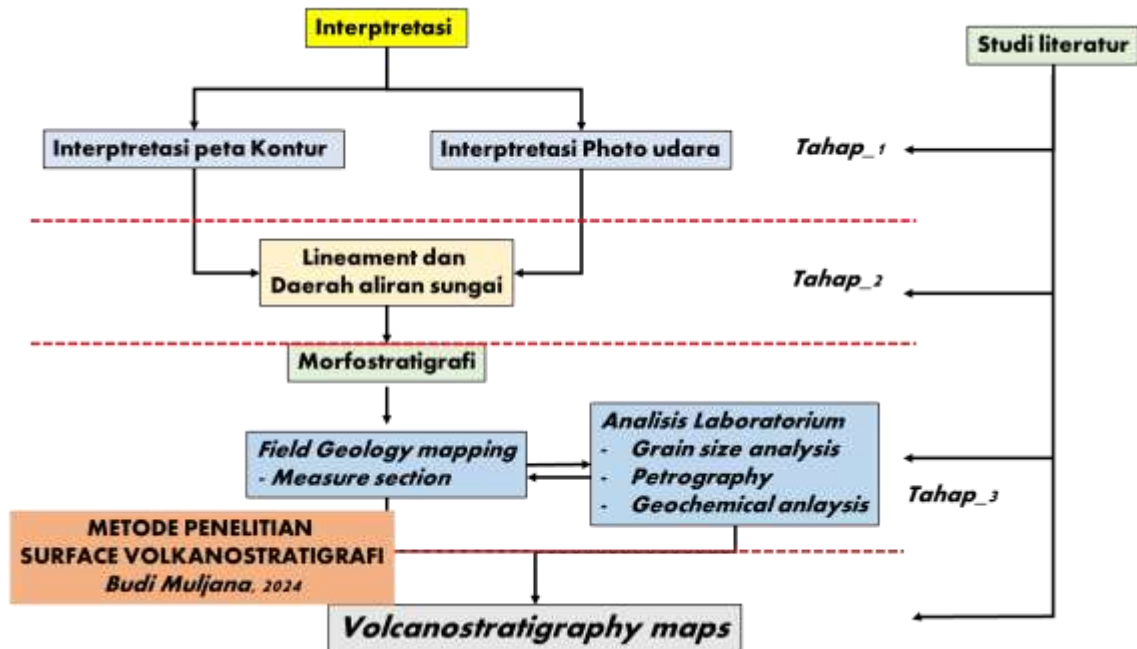 Interptretasi
Studi literatur
Interptretasi peta Kontur
Interptretasi Photo udara
Tahap_1
Lineament dan
Daerah aliran sungai
Tahap_2
Morfostratigrafi
Field Geology mapping
- Measure section
Analisis Laboratorium
- Grain size analysis
- Petrography
- Geochemical anlaysis
Tahap_3
METODE PENELITIAN
SURFACE VOLKANOSTRATIGRAFI
Budi Muljana, 2024
Volcanostratigraphy maps